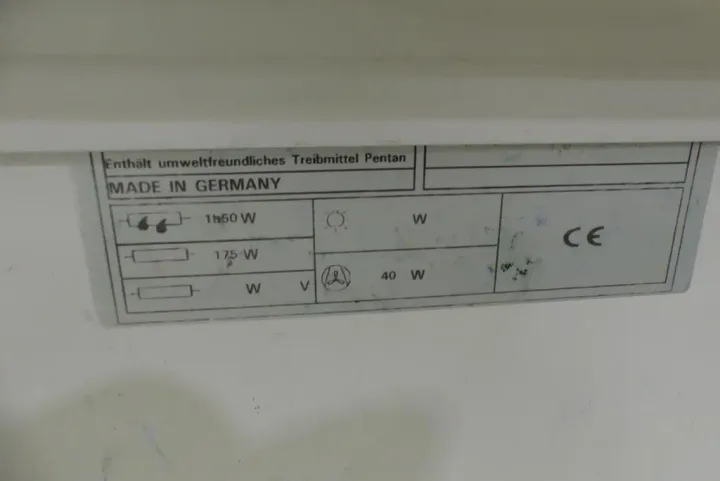 Enthält umweltfreundliches Treibmittel Pentan
MADE IN GERMANY
W
W
175 W
40 W
W V
CE